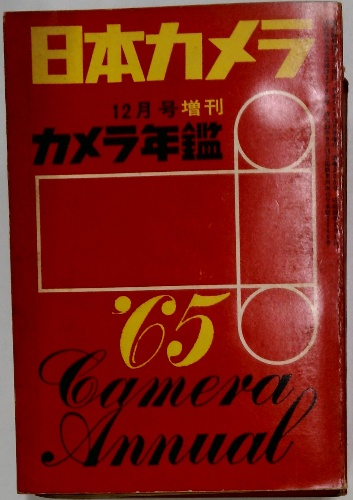 日本カメラ
12月号増刊
カメラ年鑑
'65
Camera
Annual